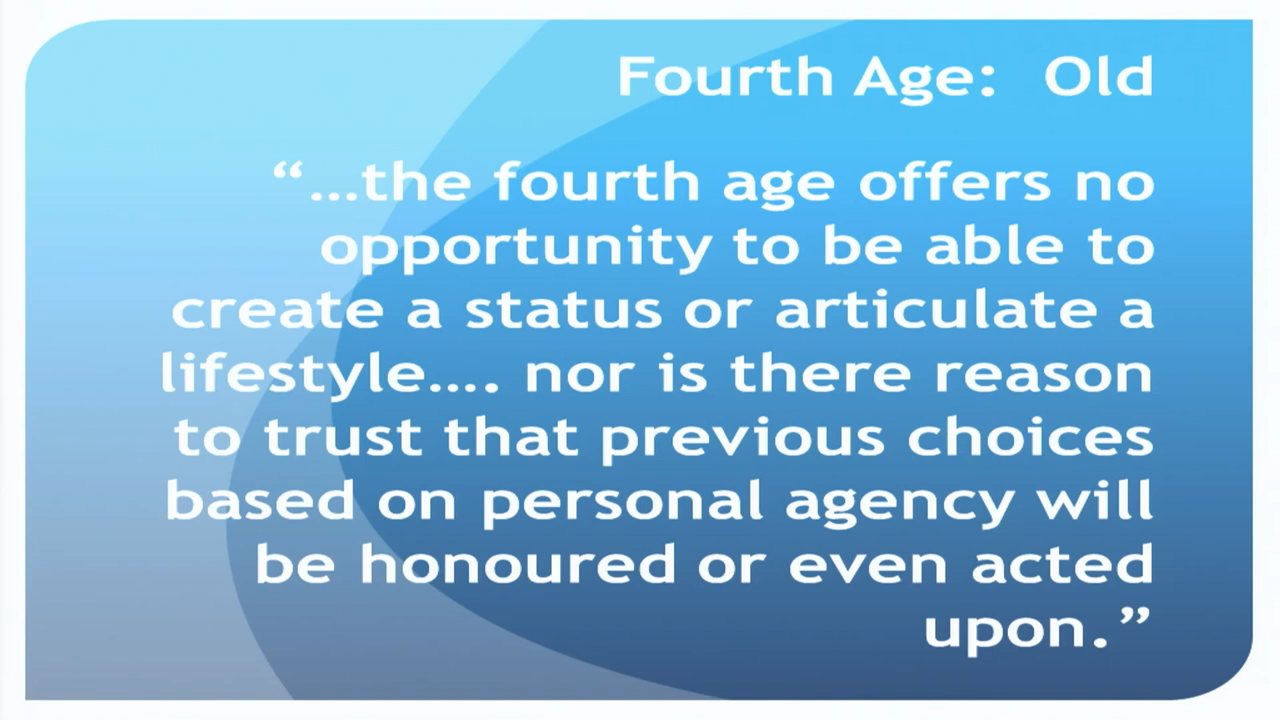 Fourth Age:  Old
“…the fourth age offers no
opportunity to be able to
create a status or articulate a
lifestyle…. nor is there reason
to trust that previous choices
based on personal agency will
be honoured or even acted
upon.”